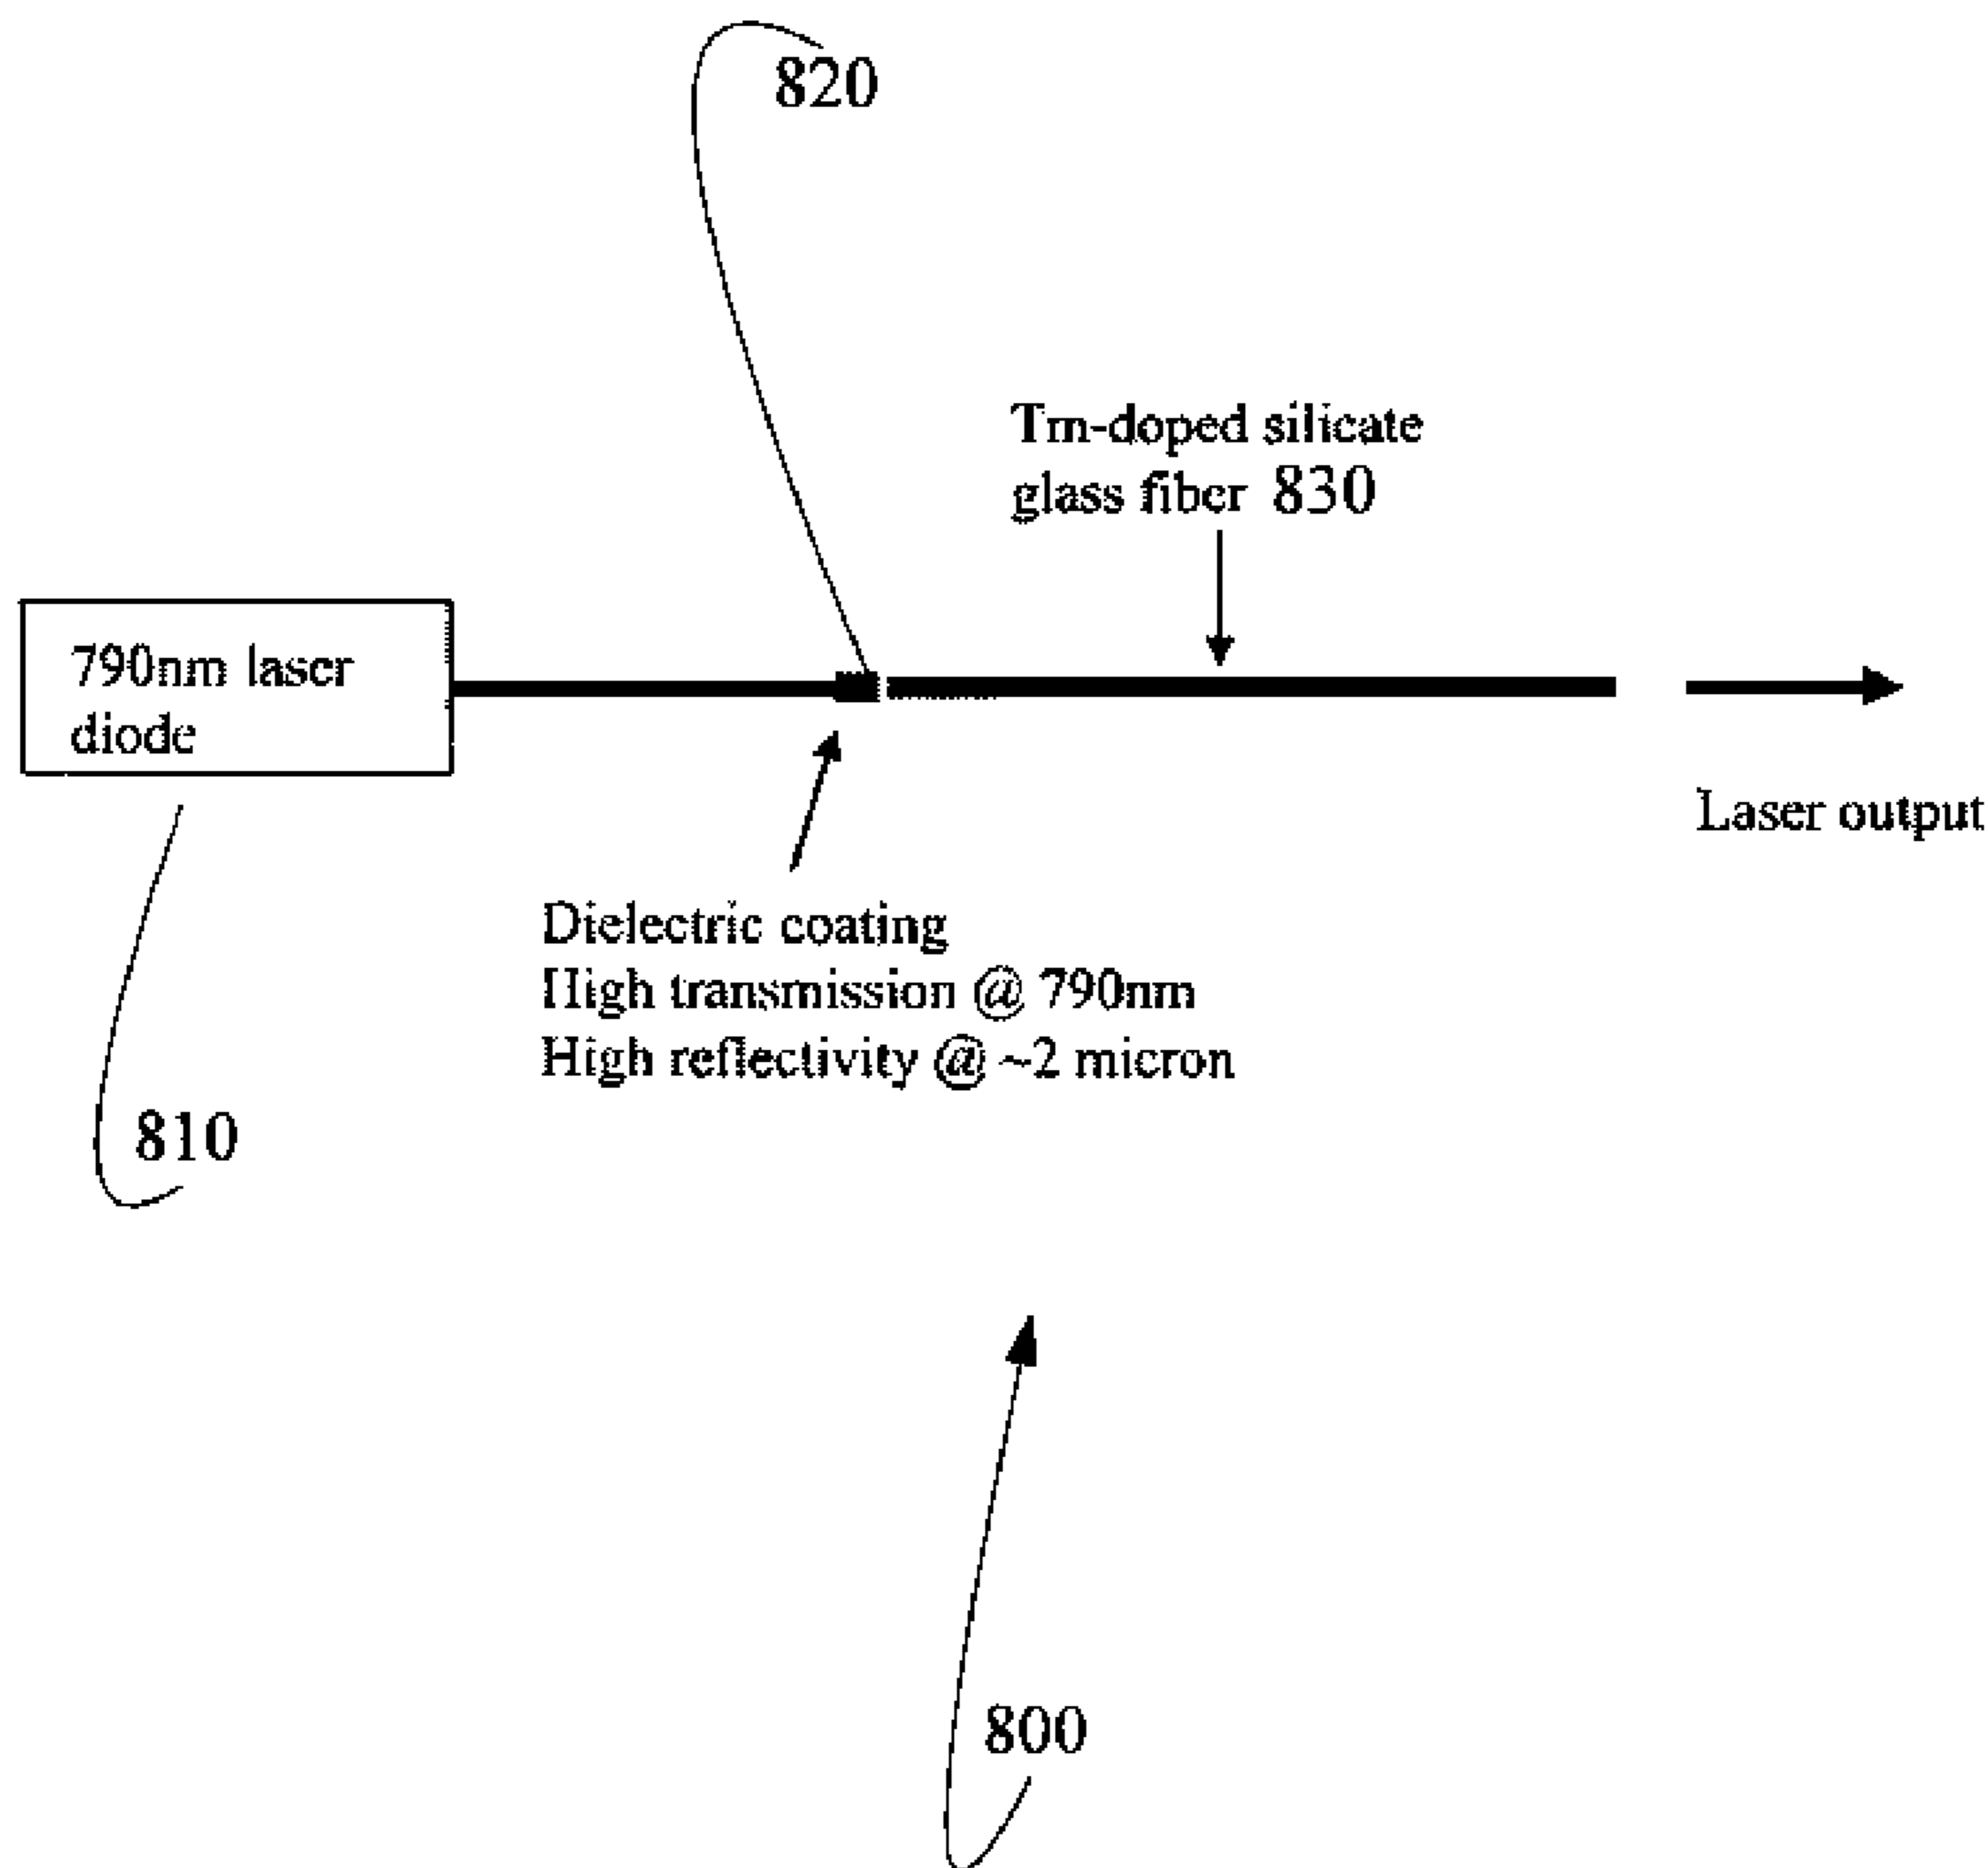 820
Tm-doped silicate
glass fiber 830
790nm laser
diode
Laser output
Dielectric coating
High transmission @ 790nm
High reflectivity @ ~2 micron
810
800